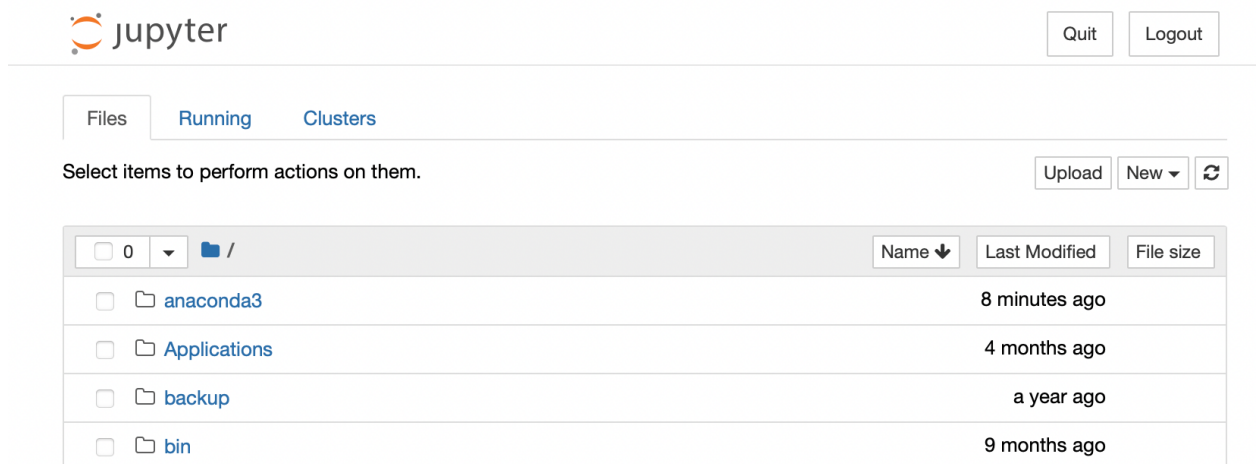 jupyter Quit Logout
Files Running Clusters
Select items to perform actions on them. Upload New
0 / Name Last Modified File size
anaconda3 8 minutes ago
Applications 4 months ago
backup a year ago
bin 9 months ago